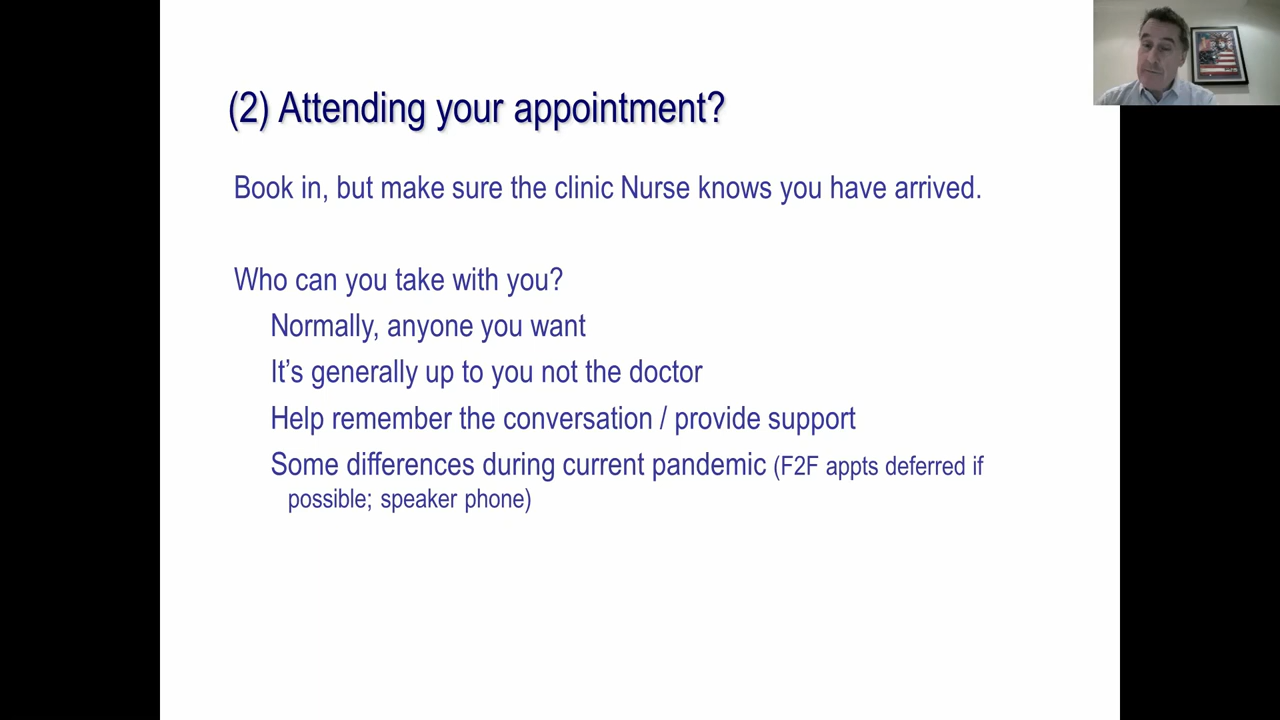 (2) Attending your appointment?
Book in, but make sure the clinic Nurse knows you have arrived.
Who can you take with you?
Normally, anyone you want
It’s generally up to you not the doctor
Help remember the conversation / provide support
Some differences during current pandemic (F2F appts deferred if
possible; speaker phone)